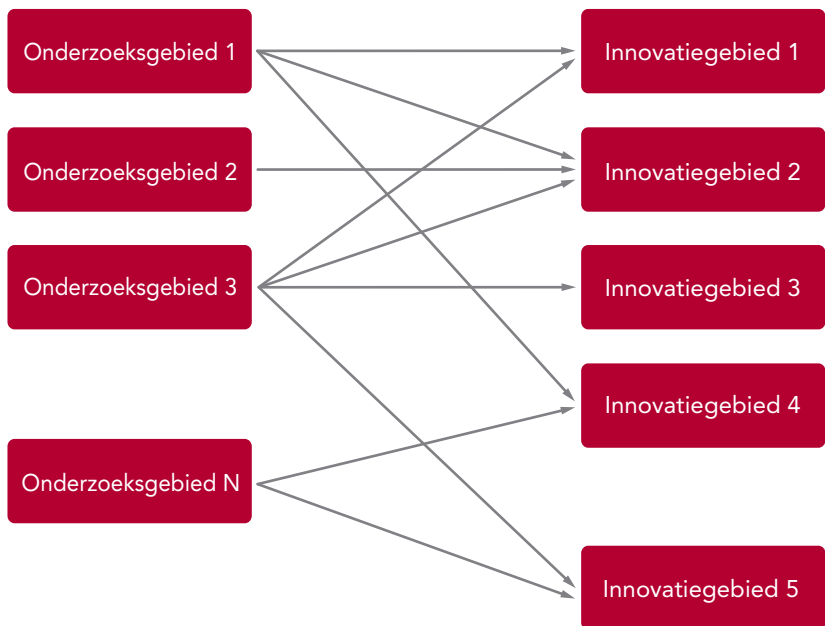 Onderzoeksgebied 1
Innovatiegebied 1
Onderzoeksgebied 2
Innovatiegebied 2
Onderzoeksgebied 3
Innovatiegebied 3
Innovatiegebied 4
Onderzoeksgebied N
Innovatiegebied 5